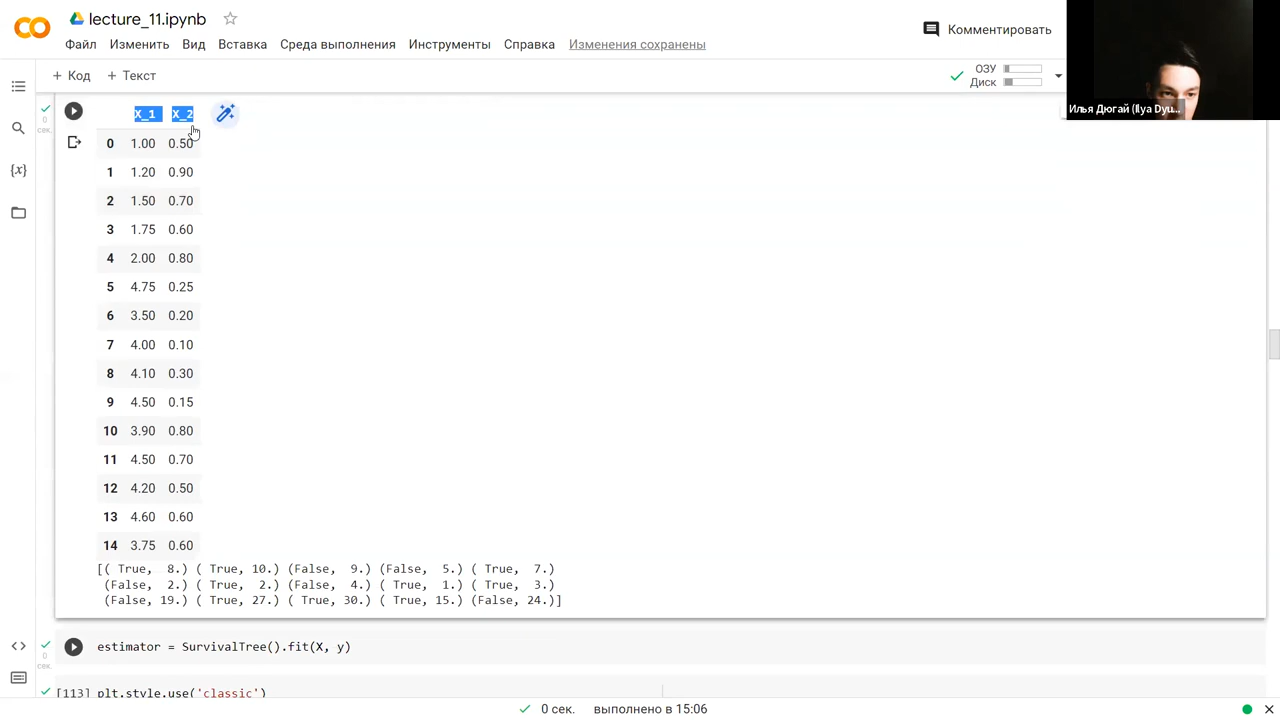 lecture_11.ipynb
Файл Изменить Вид Вставка Среда выполнения Инструменты Справка Изменения сохранены
Комментировать
+ Код + Текст
ОЗУ
Диск
Илья Дюгай (Ilya Dyu...
0
сек.
X_1 X_2
0 1.00 0.50
1 1.20 0.90
2 1.50 0.70
3 1.75 0.60
4 2.00 0.80
5 4.75 0.25
6 3.50 0.20
7 4.00 0.10
8 4.10 0.30
9 4.50 0.15
10 3.90 0.80
11 4.50 0.70
12 4.20 0.50
13 4.60 0.60
14 3.75 0.60
[( True,  8.) ( True, 10.) (False,  9.) (False,  5.) ( True,  7.)
(False,  2.) ( True,  2.) (False,  4.) ( True,  1.) ( True,  3.)
(False, 19.) ( True, 27.) ( True, 30.) ( True, 15.) (False, 24.)]
0
сек.
estimator = SurvivalTree().fit(X, y)
[113] plt.style.use('classic')
0 сек. выполнено в 15:06